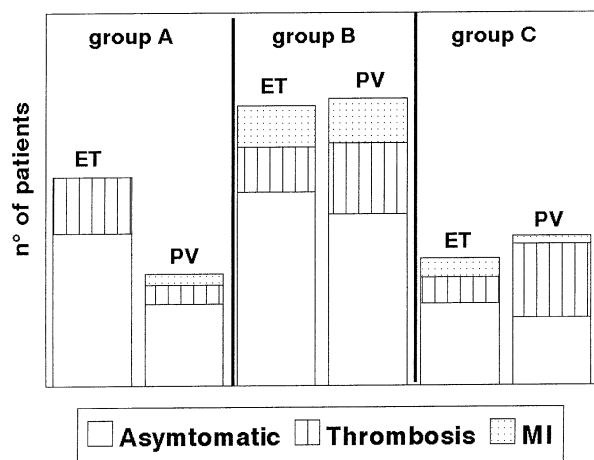 group A
group B
group C
ET
PV
ET
PV
ET
PV
n° of patients
Asymtomatic
Thrombosis
MI